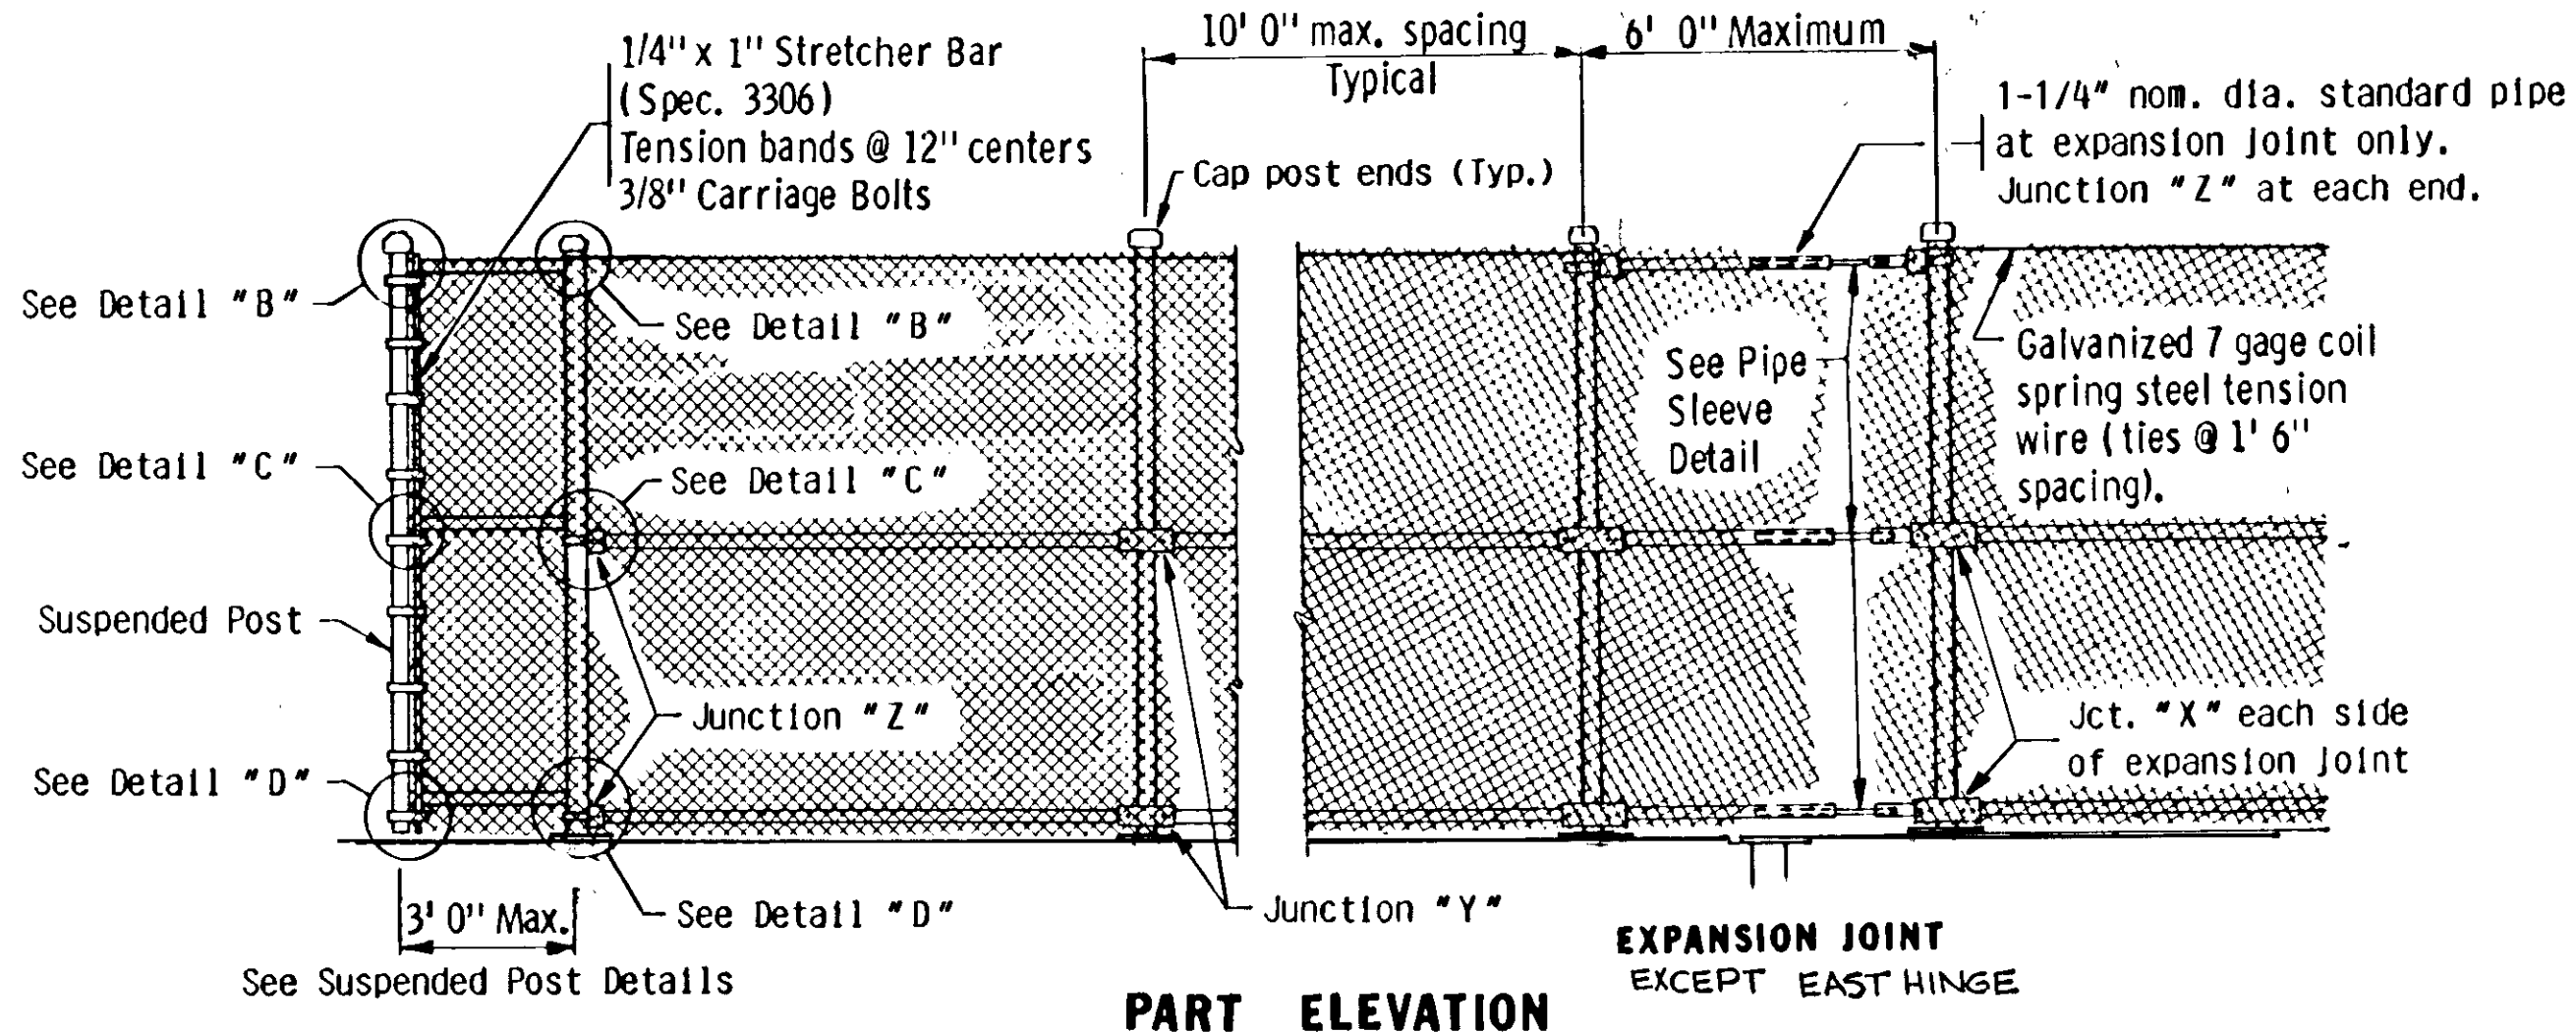 1/4" x 1" Stretcher Bar
(Spec. 3306)
Tension bands @ 12" centers
3/8" Carriage Bolts
10' 0" max. spacing
Typical
6' 0" Maximum
1-1/4" nom. dia. standard pipe
at expansion joint only.
Junction "Z" at each end.
Cap post ends (Typ.)
See Detail "B"
See Detail "B"
See Pipe
Sleeve
Detail
Galvanized 7 gage coil
spring steel tension
wire (ties @ 1' 6"
spacing).
See Detail "C"
See Detail "C"
Suspended Post
Junction "Z"
Jct. "X" each side
of expansion joint
See Detail "D"
See Detail "D"
Junction "Y"
3' 0" Max.
See Suspended Post Details
EXPANSION JOINT
EXCEPT EAST HINGE
PART ELEVATION